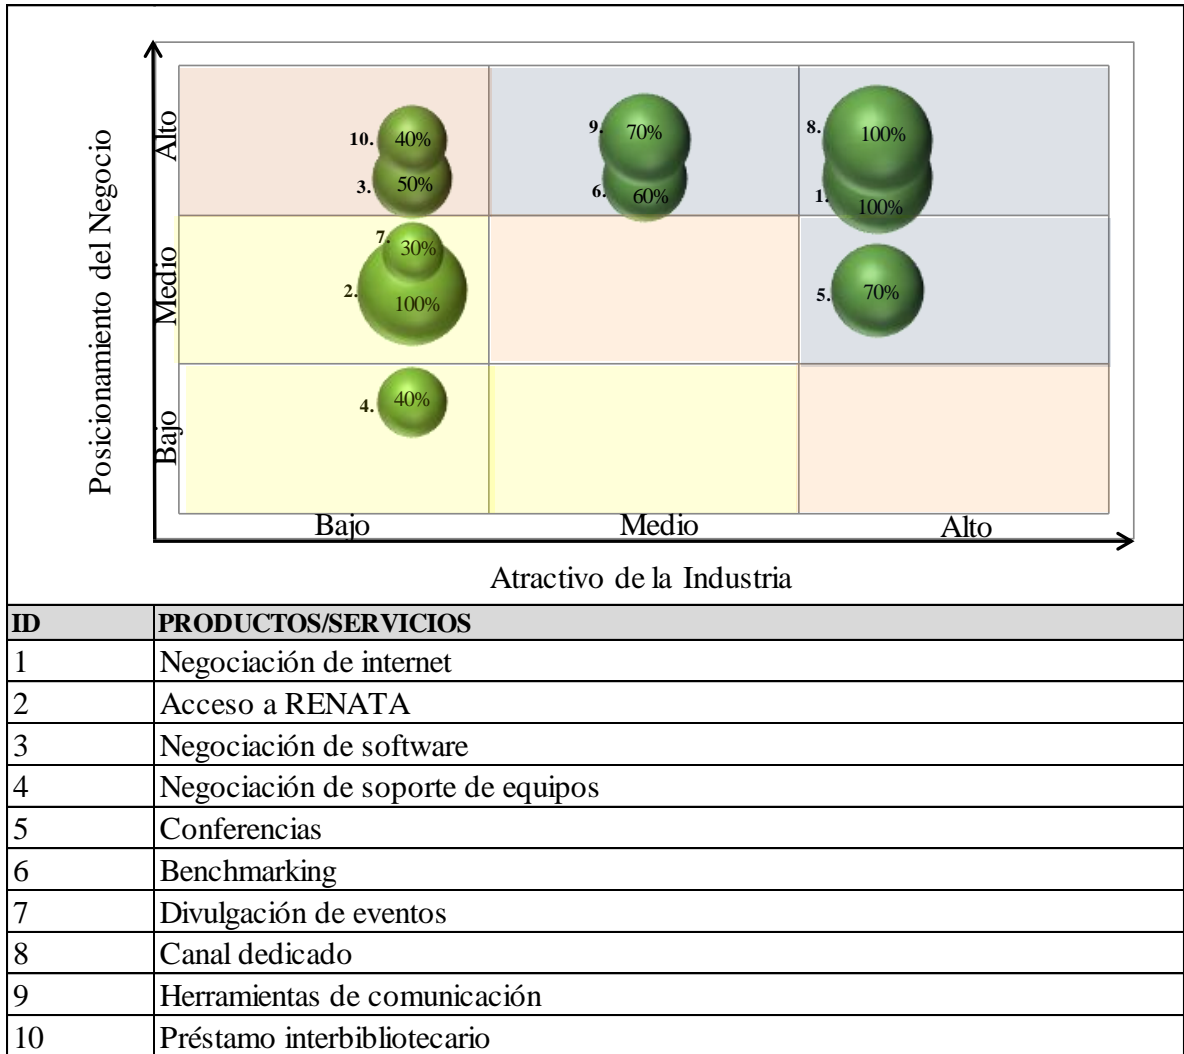 Posicionamiento del Negocio
Alto
Medio
Bajo
10. 40%
3. 50%
9. 70%
6. 60%
8. 100%
1. 100%
7. 30%
2. 100%
5. 70%
4. 40%
Bajo Medio Alto
Atractivo de la Industria
ID PRODUCTOS/SERVICIOS
1 Negociación de internet
2 Acceso a RENATA
3 Negociación de software
4 Negociación de soporte de equipos
5 Conferencias
6 Benchmarking
7 Divulgación de eventos
8 Canal dedicado
9 Herramientas de comunicación
10 Préstamo interbibliotecario